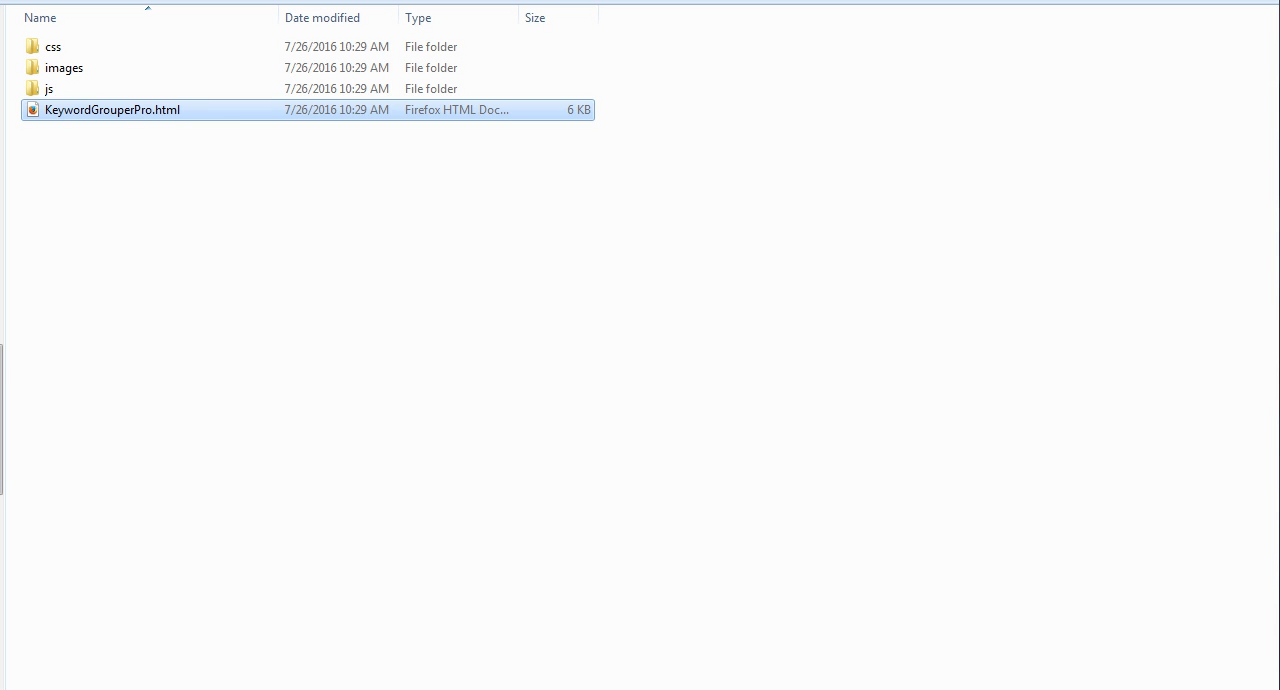 Name Date modified Type Size
css 7/26/2016 10:29 AM File folder
images 7/26/2016 10:29 AM File folder
js 7/26/2016 10:29 AM File folder
KeywordGrouperPro.html 7/26/2016 10:29 AM Firefox HTML Doc... 6 KB